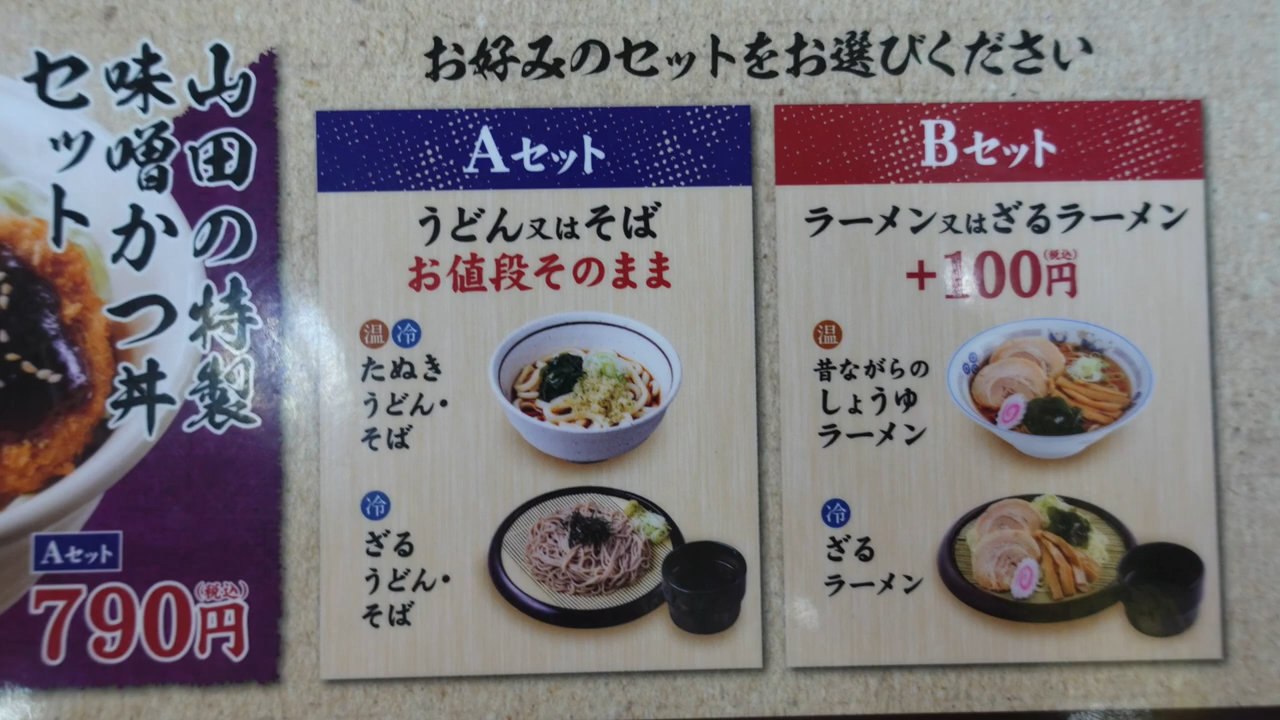 お好みのセットをお選びください
山田の特製
味噌かつ丼
セット
Aセット
790円(税込)
Aセット
うどん又はそば
お値段そのまま
温 冷
たぬき
うどん・
そば
冷
ざる
うどん・
そば
Bセット
ラーメン又はざるラーメン
+100円(税込)
温
昔ながらの
しょうゆ
ラーメン
冷
ざる
ラーメン